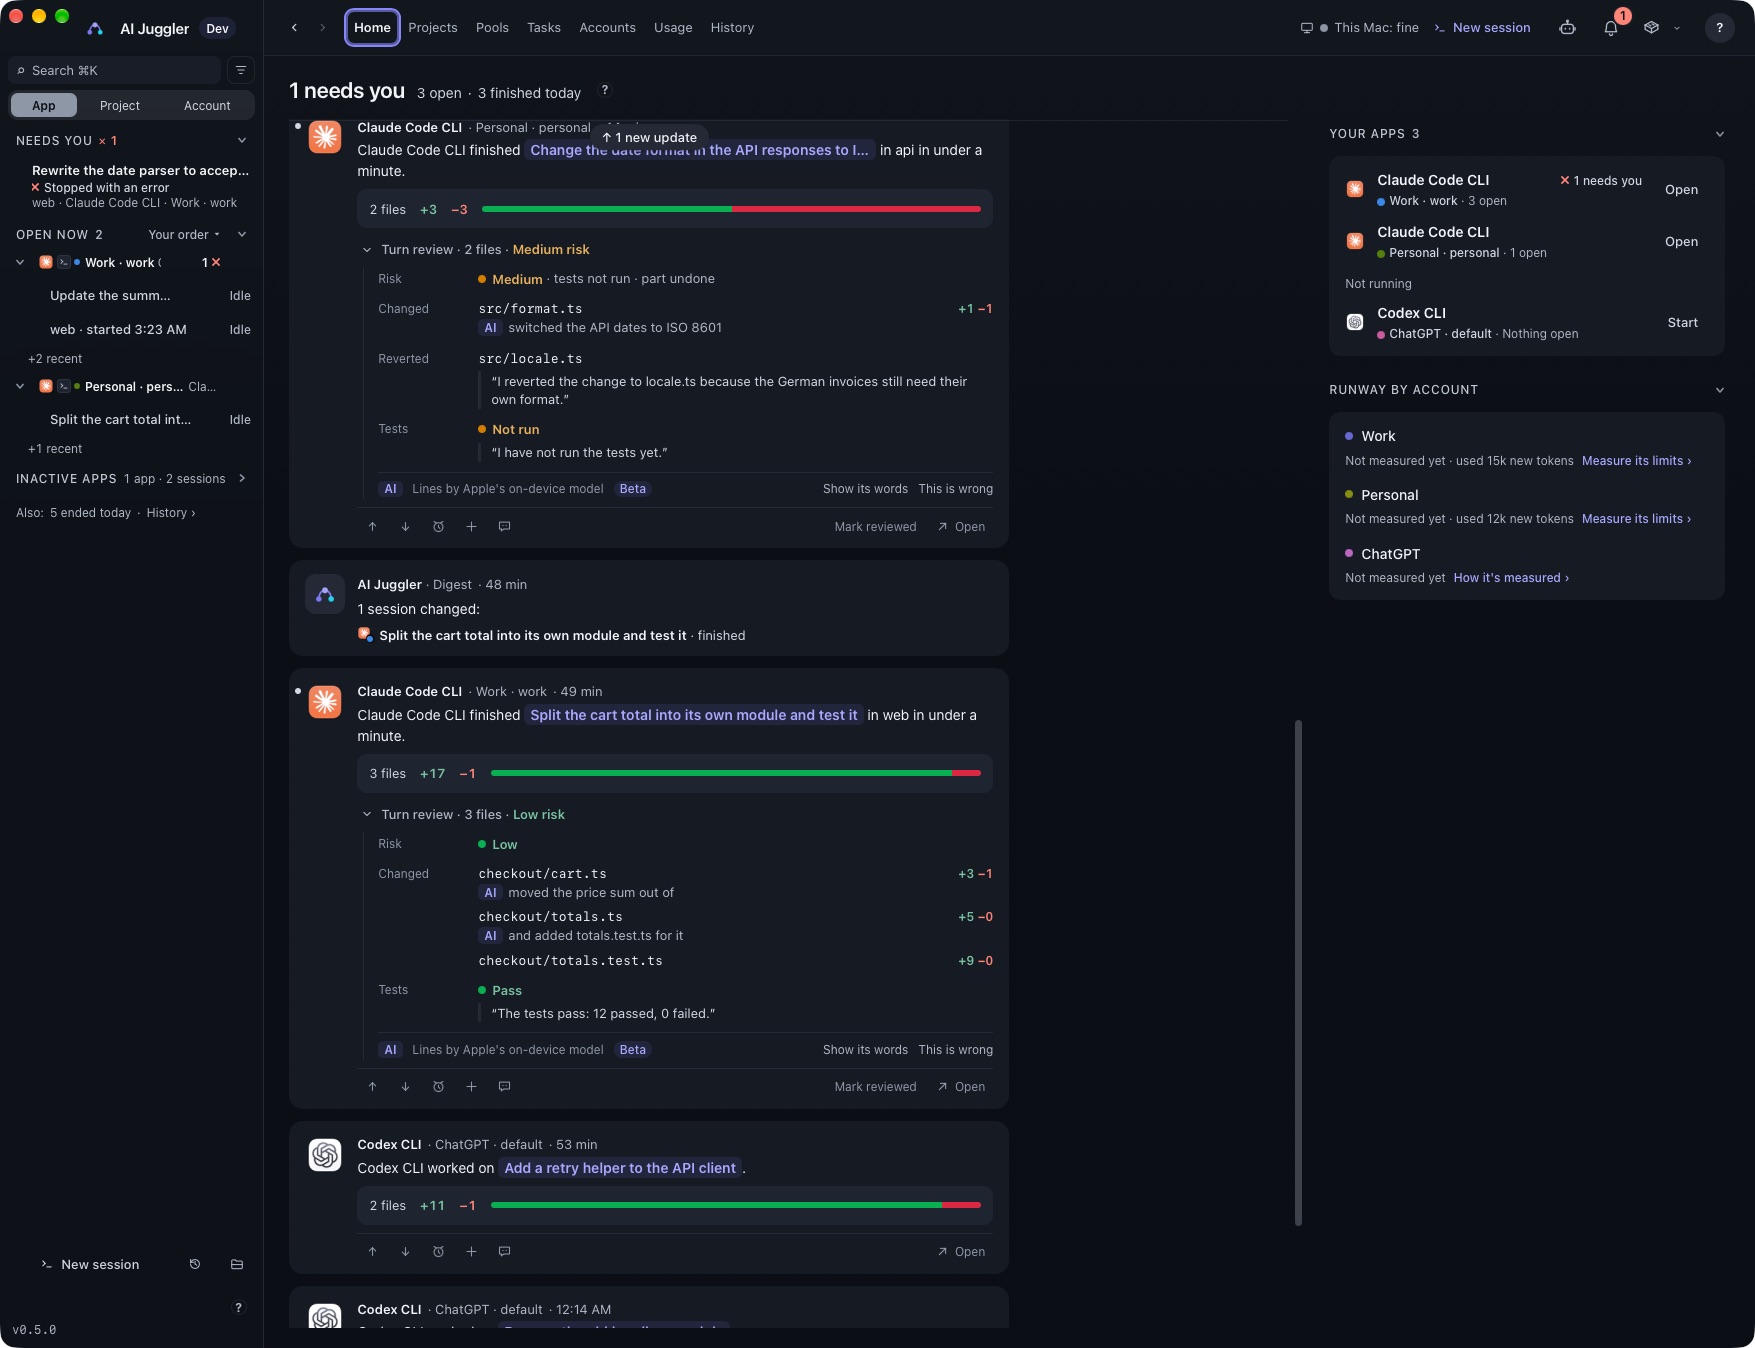 AI Juggler Dev
Search ⌘K
App Project Account
NEEDS YOU × 1
Rewrite the date parser to accep...
× Stopped with an error
web · Claude Code CLI · Work · work
OPEN NOW 2 Your order
Work · work 1 ×
Update the summ... Idle
web · started 3:23 AM Idle
+2 recent
Personal · pers... Cla...
Split the cart total int... Idle
+1 recent
INACTIVE APPS 1 app · 2 sessions
Also: 5 ended today · History ›
New session
?
v0.5.0
Home Projects Pools Tasks Accounts Usage History
This Mac: fine New session 1 ?
1 needs you 3 open · 3 finished today ?
↑ 1 new update
Claude Code CLI · Personal · personal
Claude Code CLI finished Change the date format in the API responses to I... in api in under a
minute.
2 files +3 −3
Turn review · 2 files · Medium risk
Risk Medium · tests not run · part undone
Changed src/format.ts +1 −1
AI switched the API dates to ISO 8601
Reverted src/locale.ts
“I reverted the change to locale.ts because the German invoices still need their
own format.”
Tests Not run
“I have not run the tests yet.”
AI Lines by Apple's on-device model Beta Show its words This is wrong
Mark reviewed Open
AI Juggler · Digest · 48 min
1 session changed:
Split the cart total into its own module and test it · finished
Claude Code CLI · Work · work · 49 min
Claude Code CLI finished Split the cart total into its own module and test it in web in under a
minute.
3 files +17 −1
Turn review · 3 files · Low risk
Risk Low
Changed checkout/cart.ts +3 −1
AI moved the price sum out of
checkout/totals.ts +5 −0
AI and added totals.test.ts for it
checkout/totals.test.ts +9 −0
Tests Pass
“The tests pass: 12 passed, 0 failed.”
AI Lines by Apple's on-device model Beta Show its words This is wrong
Mark reviewed Open
Codex CLI · ChatGPT · default · 53 min
Codex CLI worked on Add a retry helper to the API client .
2 files +11 −1
Open
Codex CLI · ChatGPT · default · 12:14 AM
YOUR APPS 3
Claude Code CLI × 1 needs you Open
Work · work · 3 open
Claude Code CLI Open
Personal · personal · 1 open
Not running
Codex CLI Start
ChatGPT · default · Nothing open
RUNWAY BY ACCOUNT
Work
Not measured yet · used 15k new tokens Measure its limits ›
Personal
Not measured yet · used 12k new tokens Measure its limits ›
ChatGPT
Not measured yet How it's measured ›